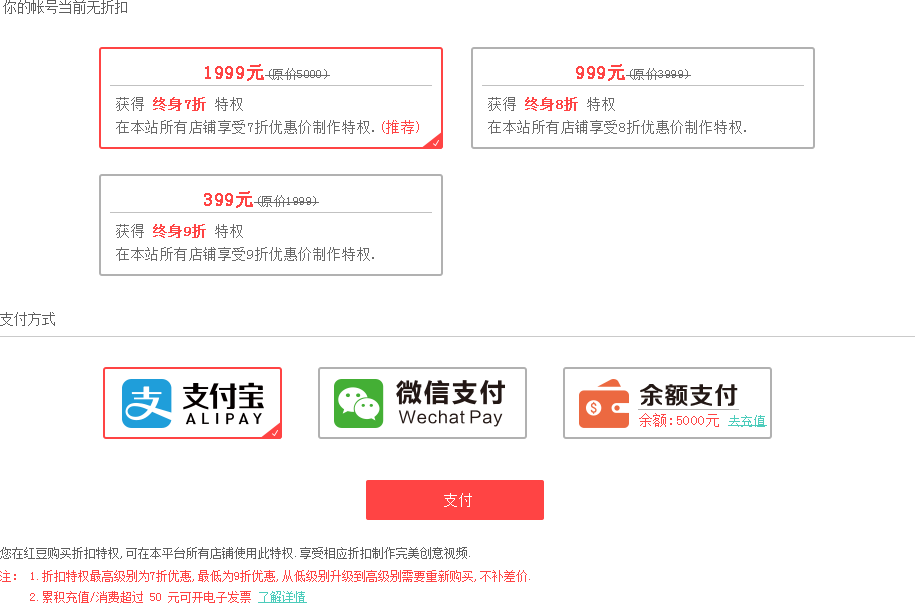 你的帐号当前无折扣
1999元 (原价5000)
999元 (原价3999)
获得 终身7折 特权
在本站所有店铺享受7折优惠价制作特权. (推荐)
获得 终身8折 特权
在本站所有店铺享受8折优惠价制作特权.
399元 (原价1999)
获得 终身9折 特权
在本站所有店铺享受9折优惠价制作特权.
支付方式
支 支付宝
ALIPAY
微信支付
Wechat Pay
余额支付
余额:5000元 去充值
支付
您在红豆购买折扣特权, 可在本平台所有店铺使用此特权. 享受相应折扣制作完美创意视频.
注: 1. 折扣特权最高级别为7折优惠, 最低为9折优惠, 从低级别升级到高级别需要重新购买, 不补差价.
2. 累积充值/消费超过 50 元可开电子发票 了解详情